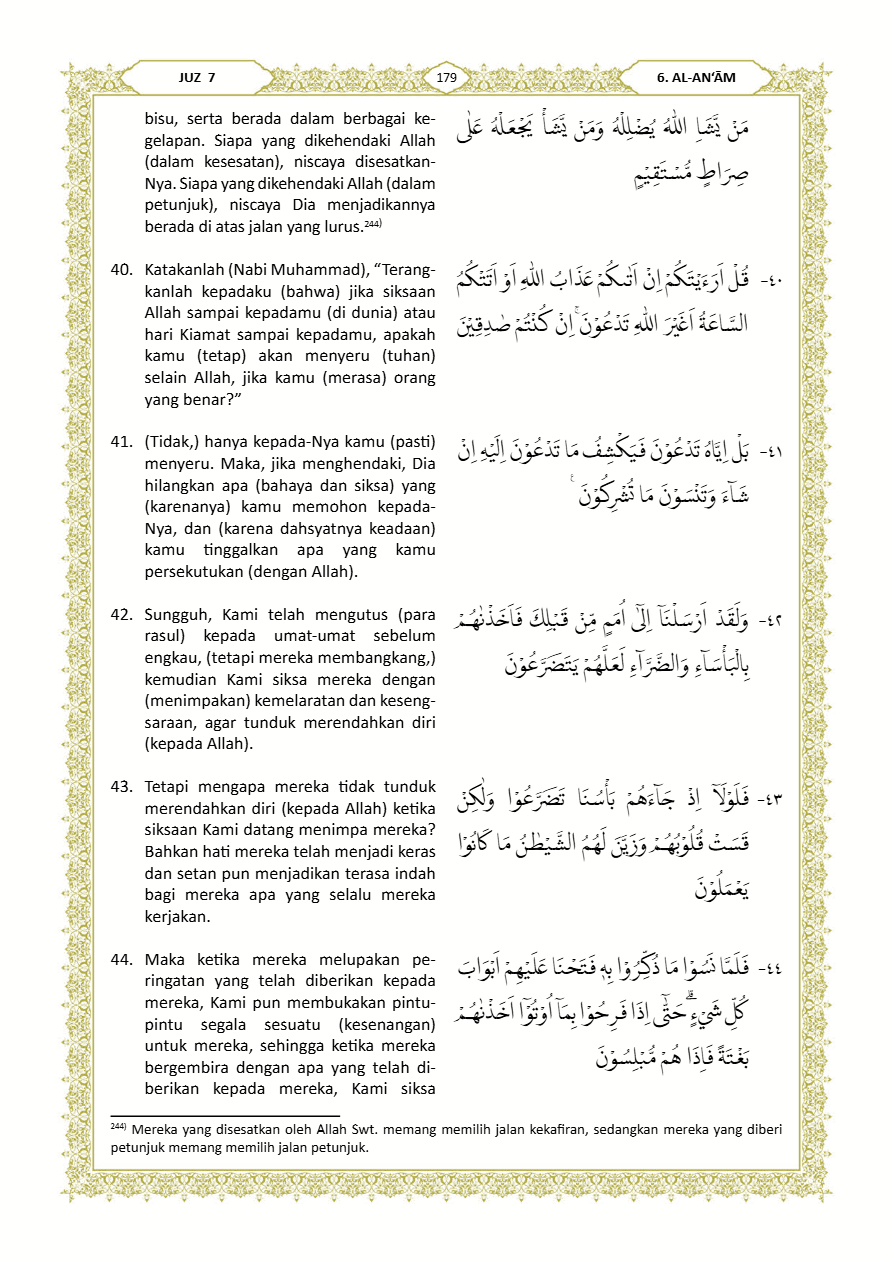 JUZ 7
179
6. AL-AN‘ĀM
bisu, serta berada dalam berbagai ke-
gelapan. Siapa yang dikehendaki Allah
(dalam kesesatan), niscaya disesatkan-
Nya. Siapa yang dikehendaki Allah (dalam
petunjuk), niscaya Dia menjadikannya
berada di atas jalan yang lurus.²⁴⁴⁾
مَنْ يَّشَاِ اللّٰهُ يُضْلِلْهُ وَمَنْ يَّشَأْ يَجْعَلْهُ عَلٰى
صِرَاطٍ مُّسْتَقِيْمٍ
40. Katakanlah (Nabi Muhammad), “Terang-
kanlah kepadaku (bahwa) jika siksaan
Allah sampai kepadamu (di dunia) atau
hari Kiamat sampai kepadamu, apakah
kamu (tetap) akan menyeru (tuhan)
selain Allah, jika kamu (merasa) orang
yang benar?”
٤٠- قُلْ اَرَءَيْتَكُمْ اِنْ اَتٰىكُمْ عَذَابُ اللّٰهِ اَوْ اَتَتْكُمُ
السَّاعَةُ اَغَيْرَ اللّٰهِ تَدْعُوْنَۚ اِنْ كُنْتُمْ صٰدِقِيْنَ
41. (Tidak,) hanya kepada-Nya kamu (pasti)
menyeru. Maka, jika menghendaki, Dia
hilangkan apa (bahaya dan siksa) yang
(karenanya) kamu memohon kepada-
Nya, dan (karena dahsyatnya keadaan)
kamu tinggalkan apa yang kamu
persekutukan (dengan Allah).
٤١- بَلْ اِيَّاهُ تَدْعُوْنَ فَيَكْشِفُ مَا تَدْعُوْنَ اِلَيْهِ اِنْ
شَاۤءَ وَتَنْسَوْنَ مَا تُشْرِكُوْنَ ࣖ
42. Sungguh, Kami telah mengutus (para
rasul) kepada umat-umat sebelum
engkau, (tetapi mereka membangkang,)
kemudian Kami siksa mereka dengan
(menimpakan) kemelaratan dan keseng-
saraan, agar tunduk merendahkan diri
(kepada Allah).
٤٢- وَلَقَدْ اَرْسَلْنَآ اِلٰٓى اُمَمٍ مِّنْ قَبْلِكَ فَاَخَذْنٰهُمْ
بِالْبَأْسَاۤءِ وَالضَّرَّاۤءِ لَعَلَّهُمْ يَتَضَرَّعُوْنَ
43. Tetapi mengapa mereka tidak tunduk
merendahkan diri (kepada Allah) ketika
siksaan Kami datang menimpa mereka?
Bahkan hati mereka telah menjadi keras
dan setan pun menjadikan terasa indah
bagi mereka apa yang selalu mereka
kerjakan.
٤٣- فَلَوْلَآ اِذْ جَاۤءَهُمْ بَأْسُنَا تَضَرَّعُوْا وَلٰكِنْ
قَسَتْ قُلُوْبُهُمْ وَزَيَّنَ لَهُمُ الشَّيْطٰنُ مَا كَانُوْا
يَعْمَلُوْنَ
44. Maka ketika mereka melupakan pe-
ringatan yang telah diberikan kepada
mereka, Kami pun membukakan pintu-
pintu segala sesuatu (kesenangan)
untuk mereka, sehingga ketika mereka
bergembira dengan apa yang telah di-
berikan kepada mereka, Kami siksa
٤٤- فَلَمَّا نَسُوْا مَا ذُكِّرُوْا بِهٖ فَتَحْنَا عَلَيْهِمْ اَبْوَابَ
كُلِّ شَيْءٍۗ حَتّٰٓى اِذَا فَرِحُوْا بِمَآ اُوْتُوْٓا اَخَذْنٰهُمْ
بَغْتَةً فَاِذَا هُمْ مُّبْلِسُوْنَ
²⁴⁴⁾ Mereka yang disesatkan oleh Allah Swt. memang memilih jalan kekafiran, sedangkan mereka yang diberi
petunjuk memang memilih jalan petunjuk.